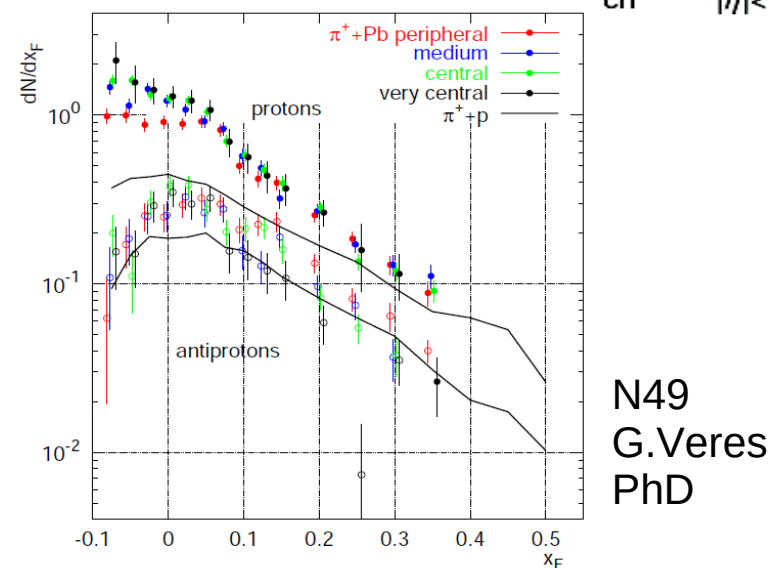 ch |η|<
π⁺+Pb peripheral
medium
central
very central
π⁺+p
dN/dx_F
10⁰
10⁻¹
10⁻²
protons
antiprotons
-0.1 0 0.1 0.2 0.3 0.4 0.5
x_F
N49
G.Veres
PhD